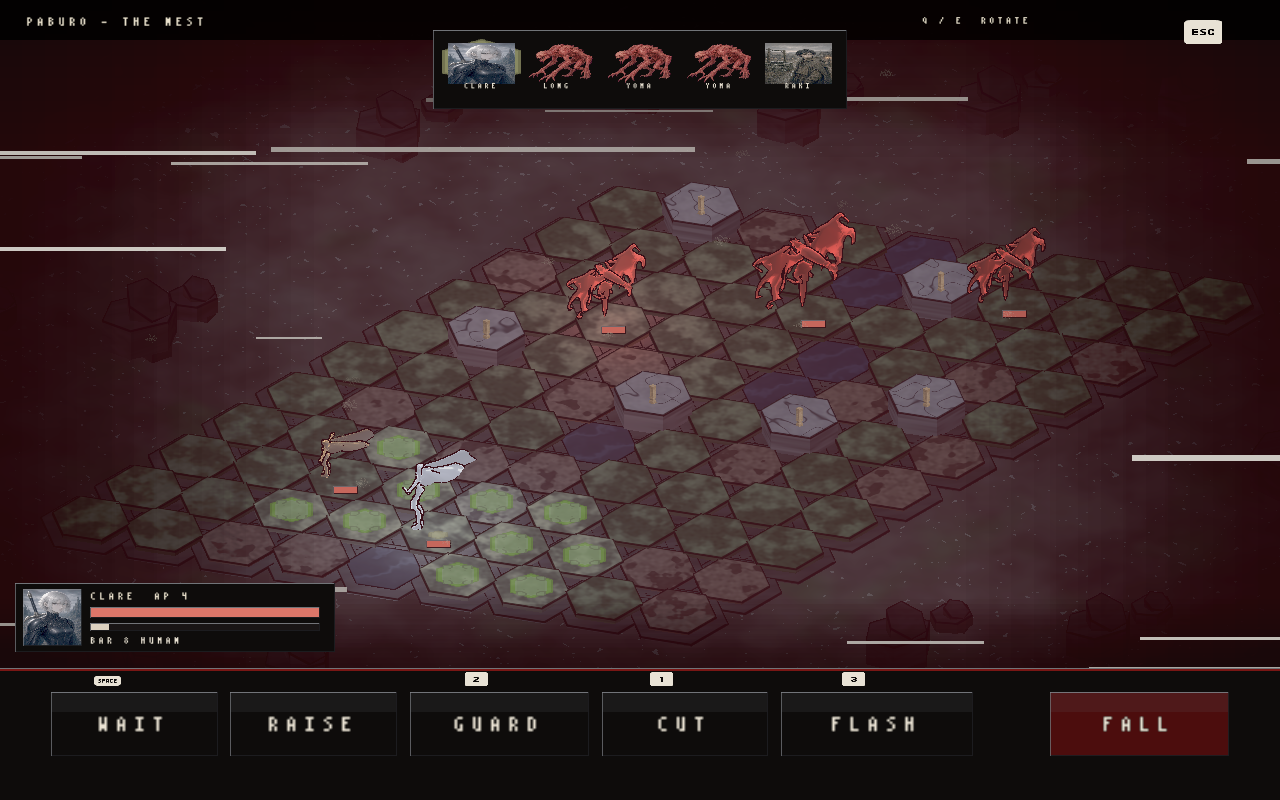 PABURO - THE NEST
Q / E ROTATE
ESC
CLARE
LONG
YOMA
YOMA
RAKI
CLARE AP 4
BAR 8 HUMAN
SPACE
2
1
3
WAIT
RAISE
GUARD
CUT
FLASH
FALL